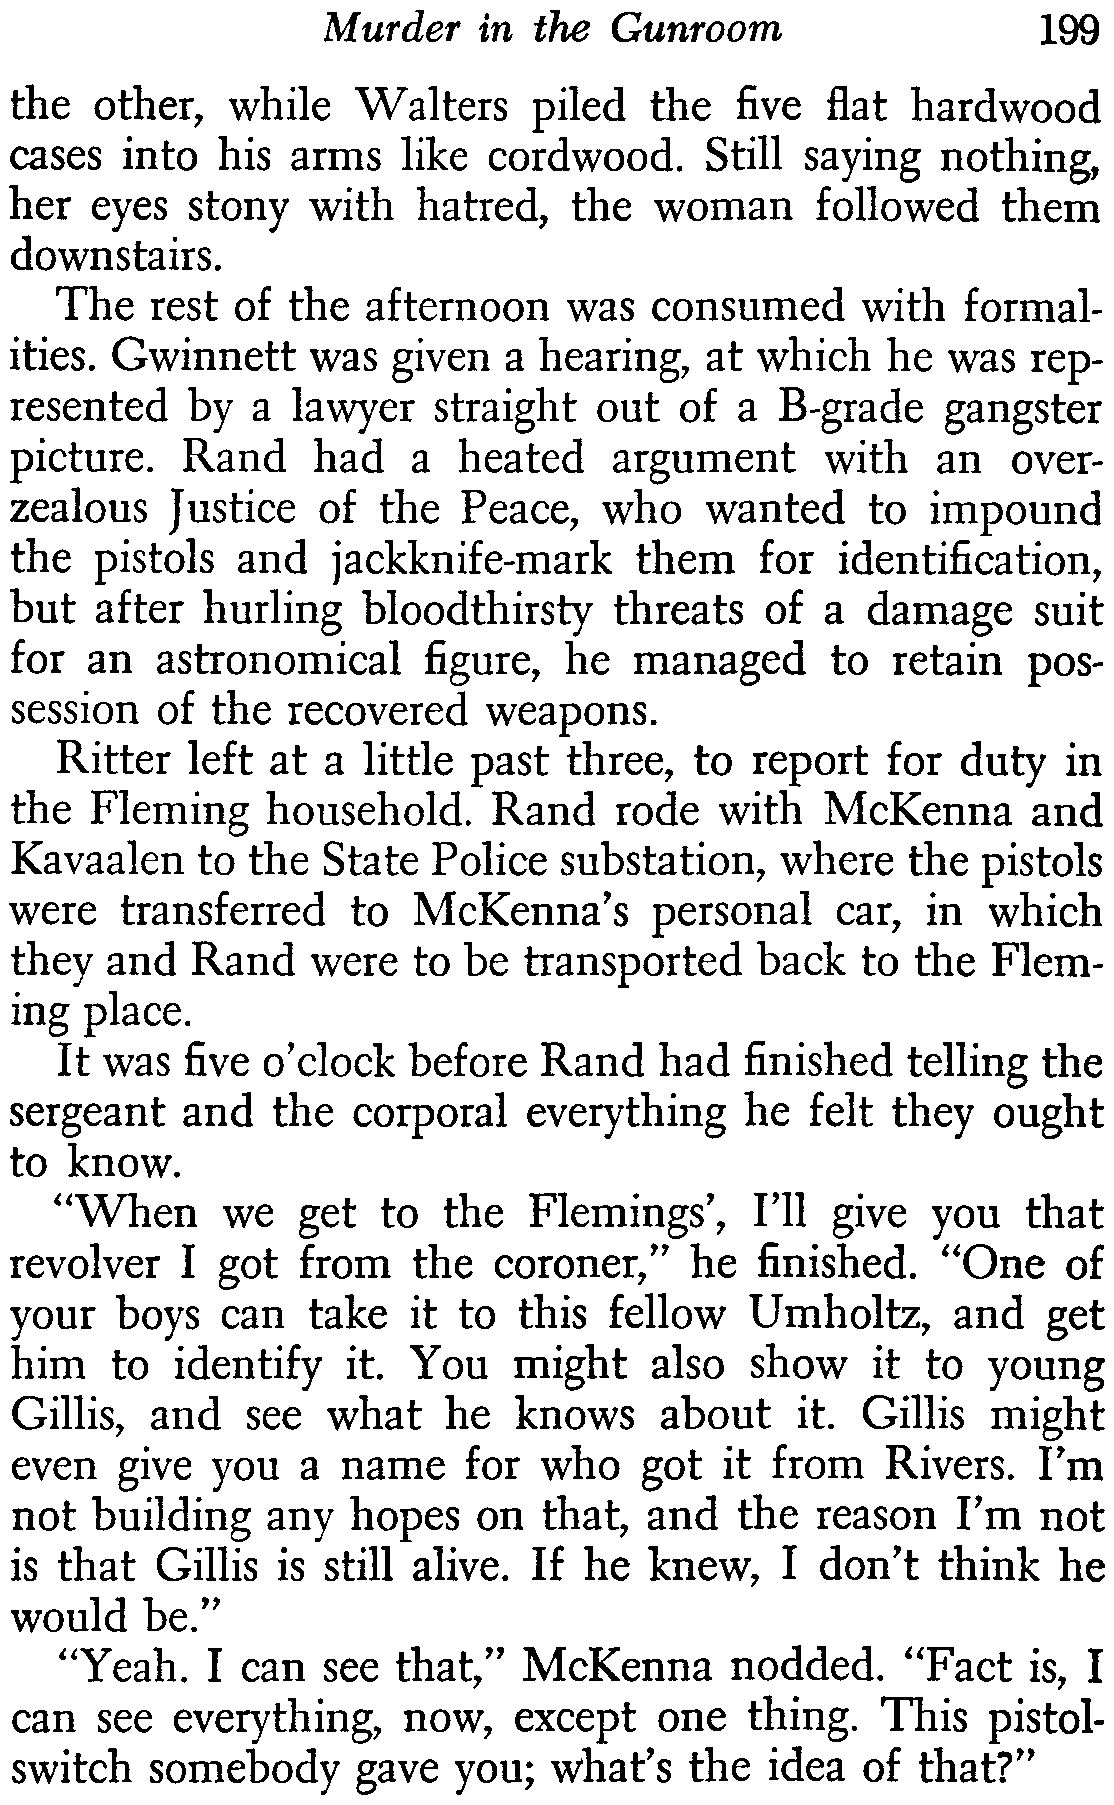 Murder in the Gunroom 199
the other, while Walters piled the five flat hardwood
cases into his arms like cordwood. Still saying nothing,
her eyes stony with hatred, the woman followed them
downstairs.
The rest of the afternoon was consumed with formal-
ities. Gwinnett was given a hearing, at which he was rep-
resented by a lawyer straight out of a B-grade gangster
picture. Rand had a heated argument with an over-
zealous Justice of the Peace, who wanted to impound
the pistols and jackknife-mark them for identification,
but after hurling bloodthirsty threats of a damage suit
for an astronomical figure, he managed to retain pos-
session of the recovered weapons.
Ritter left at a little past three, to report for duty in
the Fleming household. Rand rode with McKenna and
Kavaalen to the State Police substation, where the pistols
were transferred to McKenna's personal car, in which
they and Rand were to be transported back to the Flem-
ing place.
It was five o'clock before Rand had finished telling the
sergeant and the corporal everything he felt they ought
to know.
"When we get to the Flemings', I'll give you that
revolver I got from the coroner," he finished. "One of
your boys can take it to this fellow Umholtz, and get
him to identify it. You might also show it to young
Gillis, and see what he knows about it. Gillis might
even give you a name for who got it from Rivers. I'm
not building any hopes on that, and the reason I'm not
is that Gillis is still alive. If he knew, I don't think he
would be."
"Yeah. I can see that," McKenna nodded. "Fact is, I
can see everything, now, except one thing. This pistol-
switch somebody gave you; what's the idea of that?"